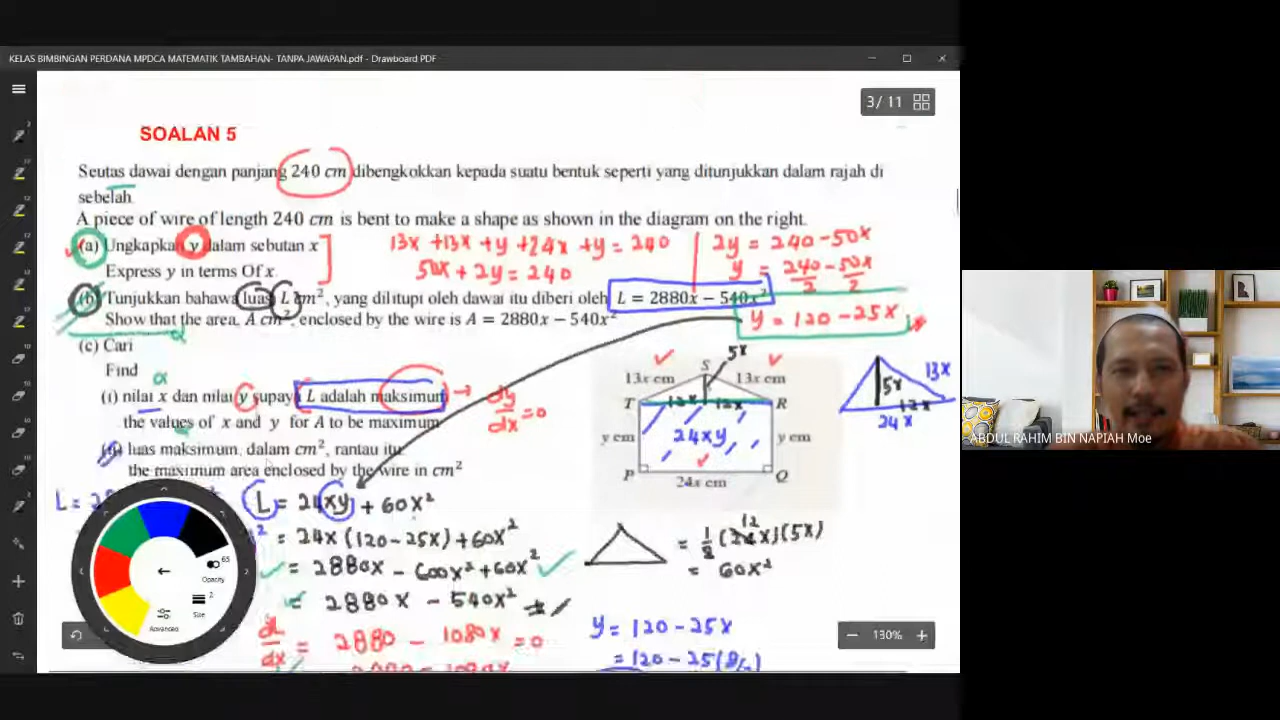 KELAS BIMBINGAN PERDANA MPDCA MATEMATIK TAMBAHAN- TANPA JAWAPAN.pdf - Drawboard PDF
3 / 11
SOALAN 5
Seutas dawai dengan panjang 240 cm dibengkokkan kepada suatu bentuk seperti yang ditunjukkan dalam rajah di
sebelah.
A piece of wire of length 240 cm is bent to make a shape as shown in the diagram on the right.
(a) Ungkapkan y dalam sebutan x
Express y in terms Of x.
13x + 13x + y + 24x + y = 240
50x + 2y = 240
2y = 240 - 50x
y = 240/2 - 50x/2
y = 120 - 25x
(b) Tunjukkan bahawa luas L cm², yang dilitupi oleh dawai itu diberi oleh L = 2880x − 540x²
Show that the area, A cm², enclosed by the wire is A = 2880x − 540x²
(c) Cari
Find
(i) nilai x dan nilai y supaya L adalah maksimum
dy/dx = 0
the values of x and y for A to be maximum
(ii) luas maksimum, dalam cm², rantau itu
the maximum area enclosed by the wire in cm²
S
5x
13x cm
13x cm
T
12x
12x
R
y cm
24xy
y cm
P
24x cm
Q
13x
5x
12x
24x
L = 24xy + 60x²
= 24x (120 - 25x) + 60x²
= 2880x - 600x² + 60x²
= 2880x - 540x²
= 1/2 (24x)(5x)
12
= 60x²
dL/dx = 2880 - 1080x = 0
y = 120 - 25x
Opacity
65
Size
2
Advanced
130%
ABDUL RAHIM BIN NAPIAH Moe